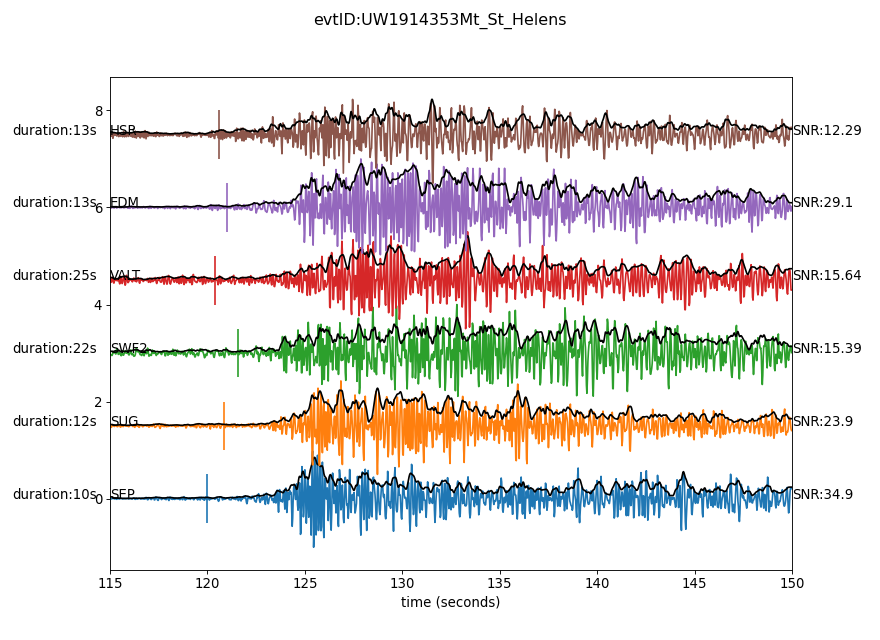 evtID:UW1914353Mt_St_Helens
8
duration:13s HSR SNR:12.29
duration:13s EDM SNR:29.1
6
duration:25s VALT SNR:15.64
4
duration:22s SWF2 SNR:15.39
2
duration:12s SUG SNR:23.9
duration:10s SEP SNR:34.9
0
115 120 125 130 135 140 145 150
time (seconds)